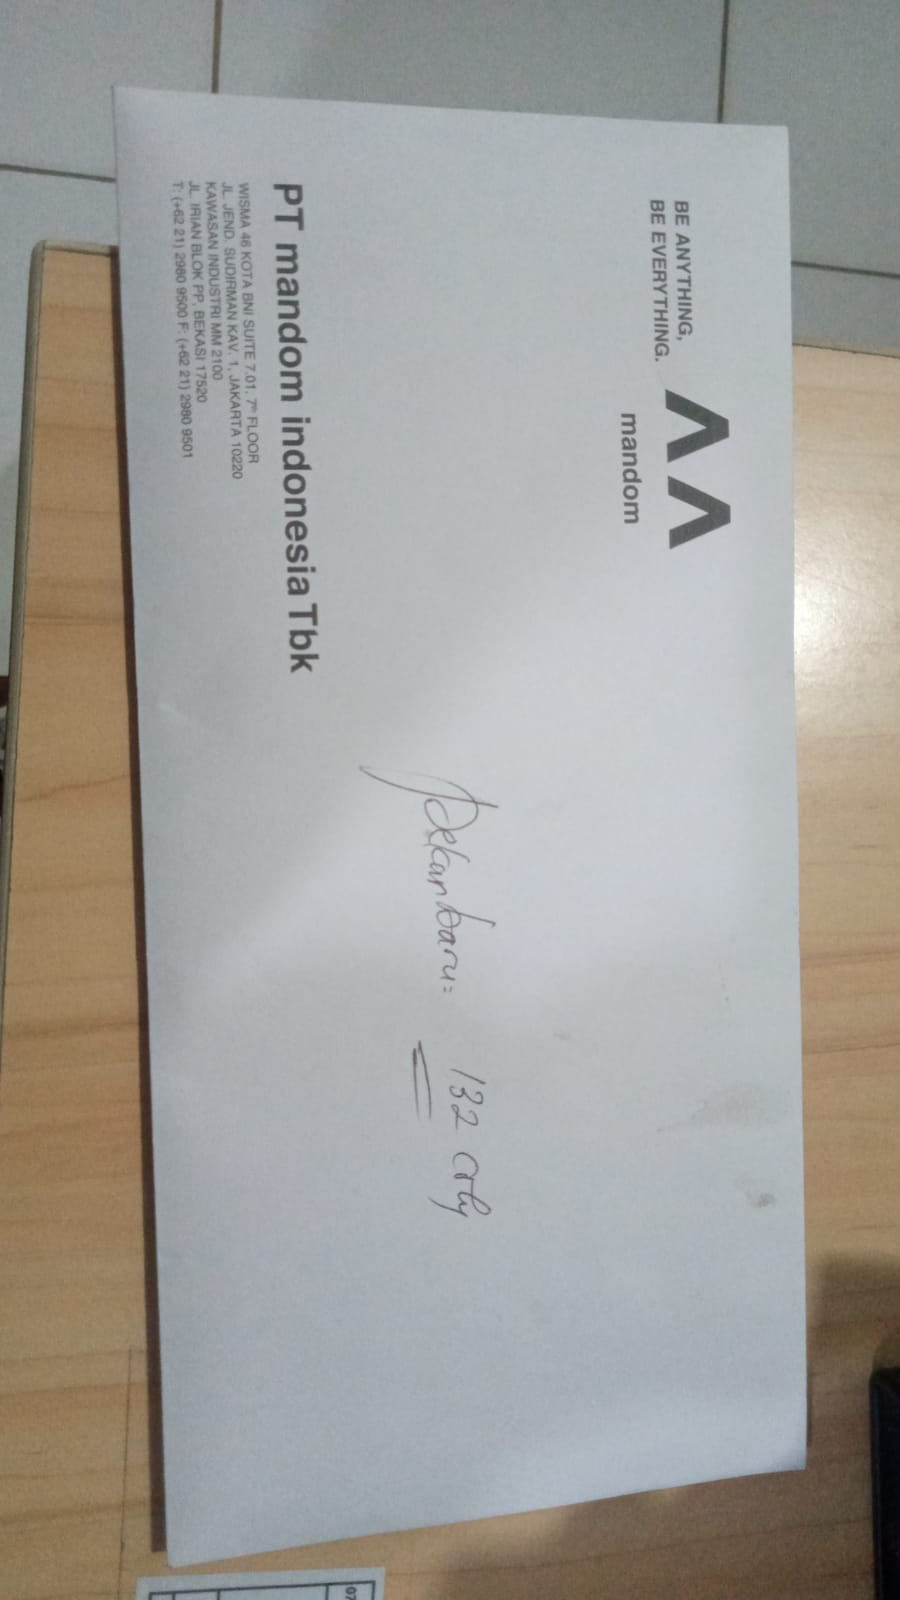 BE ANYTHING,
BE EVERYTHING.
mandom
PT mandom indonesia Tbk
WISMA 46 KOTA BNI SUITE 7.01. 7th FLOOR
JL. JEND. SUDIRMAN KAV. 1, JAKARTA 10220
KAWASAN INDUSTRI MM 2100
JL. IRIAN BLOK PP, BEKASI 17520
T: (+62 21) 2980 9500 F: (+62 21) 2980 9501
Pekanbaru = 132 
07